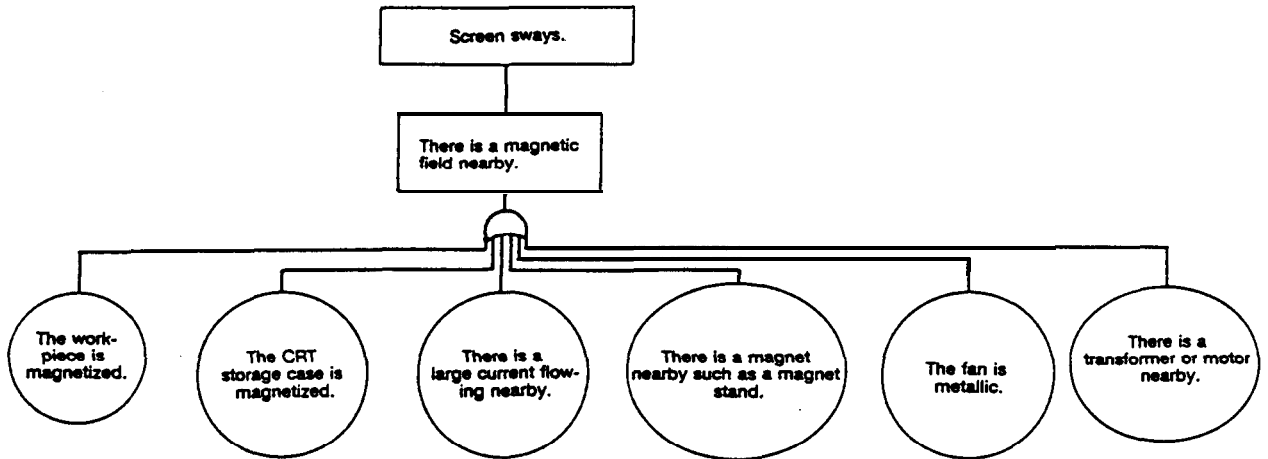 Screen sways.
There is a magnetic
field nearby.
The work-
piece is
magnetized.
The CRT
storage case is
magnetized.
There is a
large current flow-
ing nearby.
There is a magnet
nearby such as a magnet
stand.
The fan is
metallic.
There is a
transformer or motor
nearby.